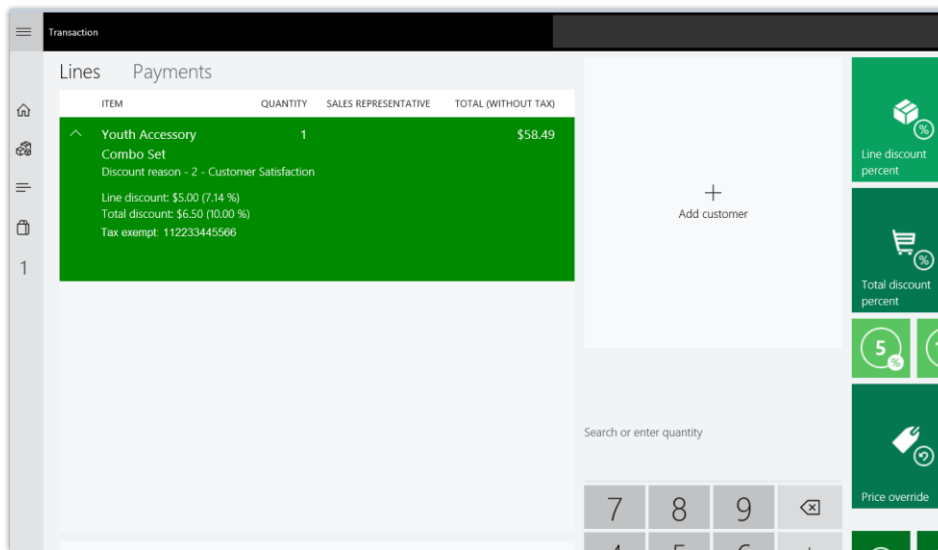 Transaction
Lines Payments
ITEM QUANTITY SALES REPRESENTATIVE TOTAL (WITHOUT TAX)
Youth Accessory 1 $58.49
Combo Set
Discount reason - 2 - Customer Satisfaction
Line discount: $5.00 (7.14 %)
Total discount: $6.50 (10.00 %)
Tax exempt: 112233445566
1
Add customer
Search or enter quantity
7 8 9
%
Line discount
percent
%
Total discount
percent
5
%
Price override